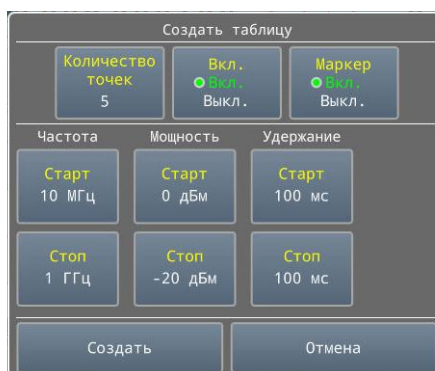 Создать таблицу
Количество точек 5
Вкл.
Вкл.
Выкл.
Маркер
Вкл.
Выкл.
Частота Мощность Удержание
Старт Старт Старт
10 МГц 0 дБм 100 мс
Стоп Стоп Стоп
1 ГГц -20 дБм 100 мс
Создать Отмена